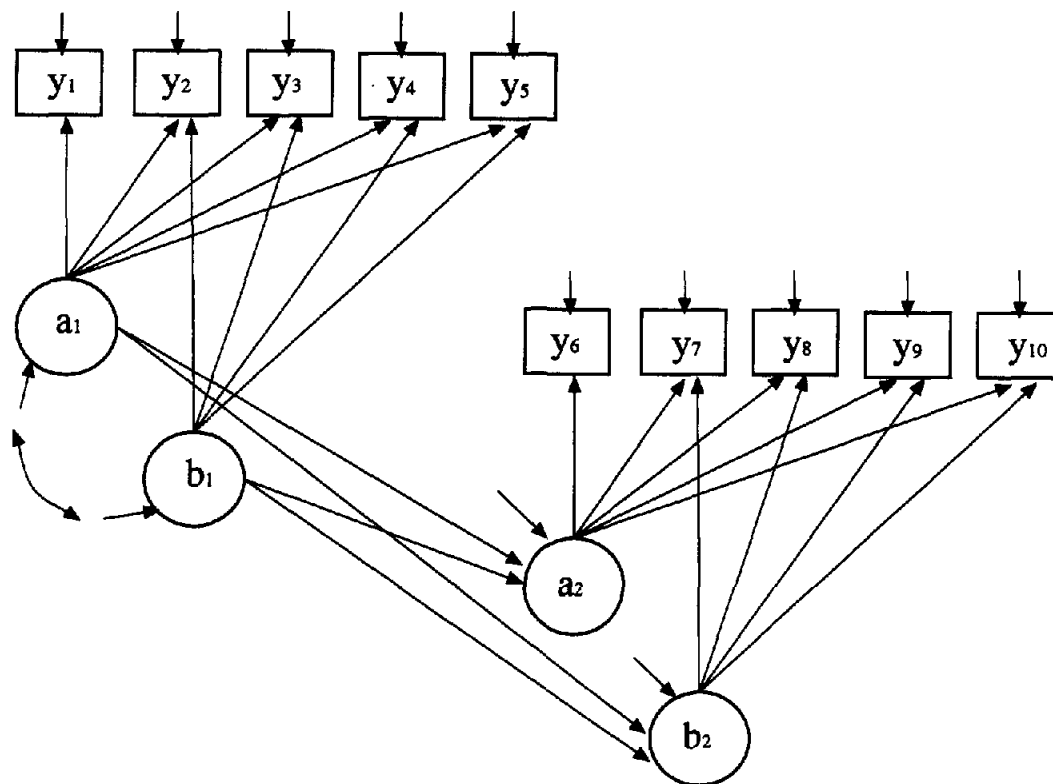 y₁ y₂ y₃ y₄ y₅
a₁
y₆ y₇ y₈ y₉ y₁₀
b₁
a₂
b₂